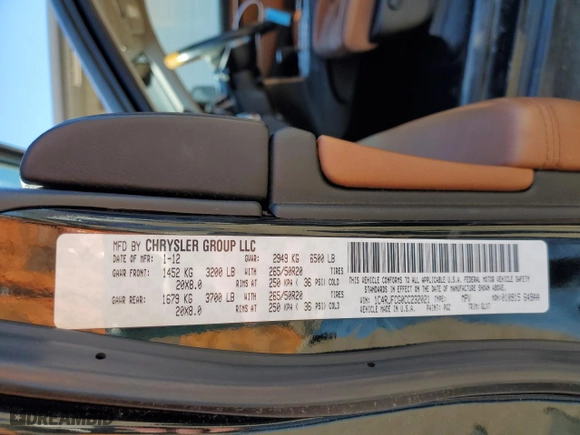 MFD BY CHRYSLER GROUP LLC
DATE OF MFR: 1-12 GVWR: 2949 KG 6500 LB
GAWR FRONT: 1452 KG 3200 LB 265/50R20 TIRES
20X8.0 RIMS AT 250 KPA ( 36 PSI) COLD
GAWR REAR: 1679 KG 3700 LB 265/50R20 TIRES
20X8.0 RIMS AT 250 KPA ( 36 PSI) COLD
THIS VEHICLE CONFORMS TO ALL APPLICABLE U.S.A. FEDERAL MOTOR VEHICLE SAFETY
STANDARDS IN EFFECT ON THE DATE OF MANUFACTURE SHOWN ABOVE.
TYPE: MPV
VEHICLE MADE IN U.S.A. PAINT:
DREAMBID